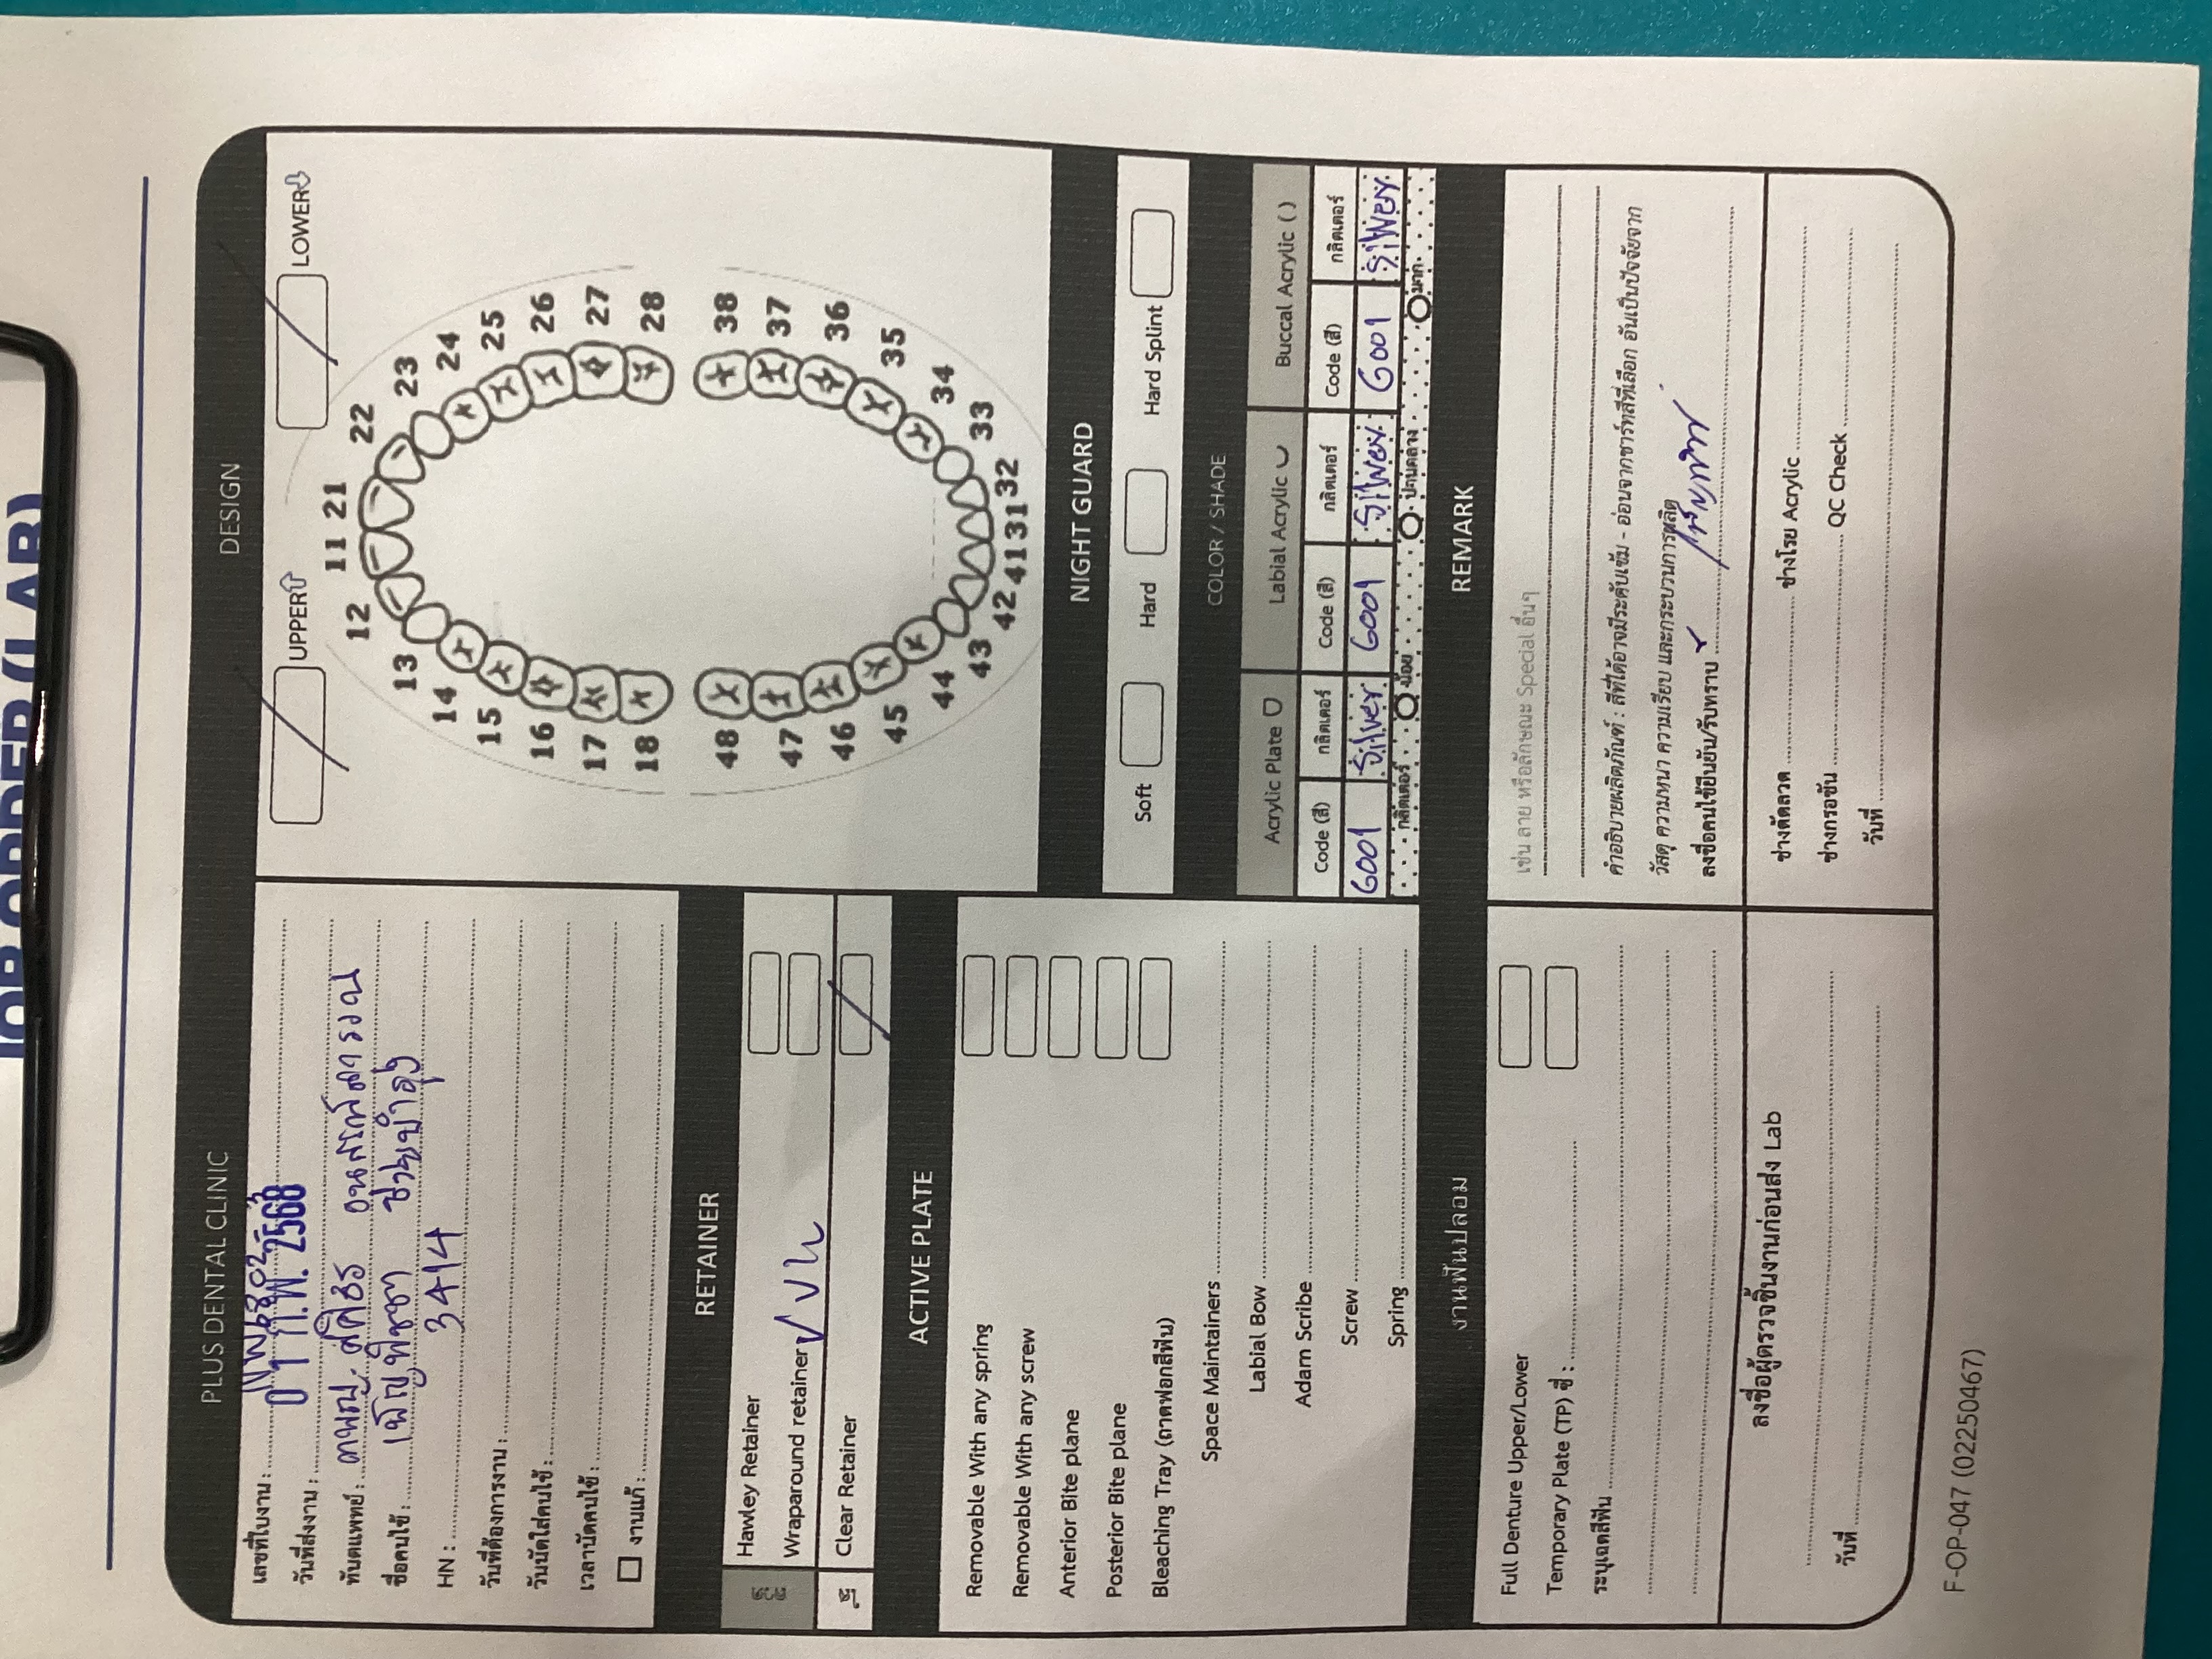 JOB ORDER (LAB)
PLUS DENTAL CLINIC
เลขที่ใบงาน :
วันที่ส่งงาน : 01 ก.พ. 2568
ทันตแพทย์ : ทพญ. ศศิธร
ชื่อคนไข้ : เพ็ญพิชชา ช่วยบำรุง
HN : 3414
วันที่ต้องการงาน :
วันนัดใส่คนไข้ :
เวลานัดคนไข้ :
งานแก้ :
RETAINER
ลวด
Hawley Retainer
Wraparound retainer บน
ใส
Clear Retainer
ACTIVE PLATE
Removable With any spring
Removable With any screw
Anterior Bite plane
Posterior Bite plane
Bleaching Tray (ถาดฟอกสีฟัน)
Space Maintainers
Labial Bow
Adam Scribe
Screw
Spring
งานฟันปลอม
Full Denture Upper/Lower
Temporary Plate (TP) ซี่ :
ระบุเฉดสีฟัน
ลงชื่อผู้ตรวจชิ้นงานก่อนส่ง Lab
วันที่
DESIGN
UPPER LOWER
11 21
12 22
13 23
14 24
15 25
16 26
17 27
18 28
48 38
47 37
46 36
45 35
44 34
43 33
42 41 31 32
NIGHT GUARD
Soft Hard Hard Splint
COLOR / SHADE
Acrylic Plate Labial Acrylic Buccal Acrylic ( )
Code (สี) กลิตเตอร์ Code (สี) กลิตเตอร์ Code (สี) กลิตเตอร์
G001 Silver G001 Silver G001 Silver
กลิตเตอร์ น้อย ปานกลาง มาก
REMARK
เช่น ลาย หรือลักษณะ Special อื่นๆ
คำอธิบายผลิตภัณฑ์ : สีที่ได้อาจมีระดับเข้ม - อ่อนจากชาร์ทสีที่เลือก อันเป็นปัจจัยจาก
วัสดุ ความหนา ความเรียบ และกระบวนการผลิต
ลงชื่อคนไข้ยืนยัน/รับทราบ
ช่างดัดลวด ช่างโรย Acrylic
ช่างกรอขัน QC Check
วันที่
F-OP-047 (02250467)